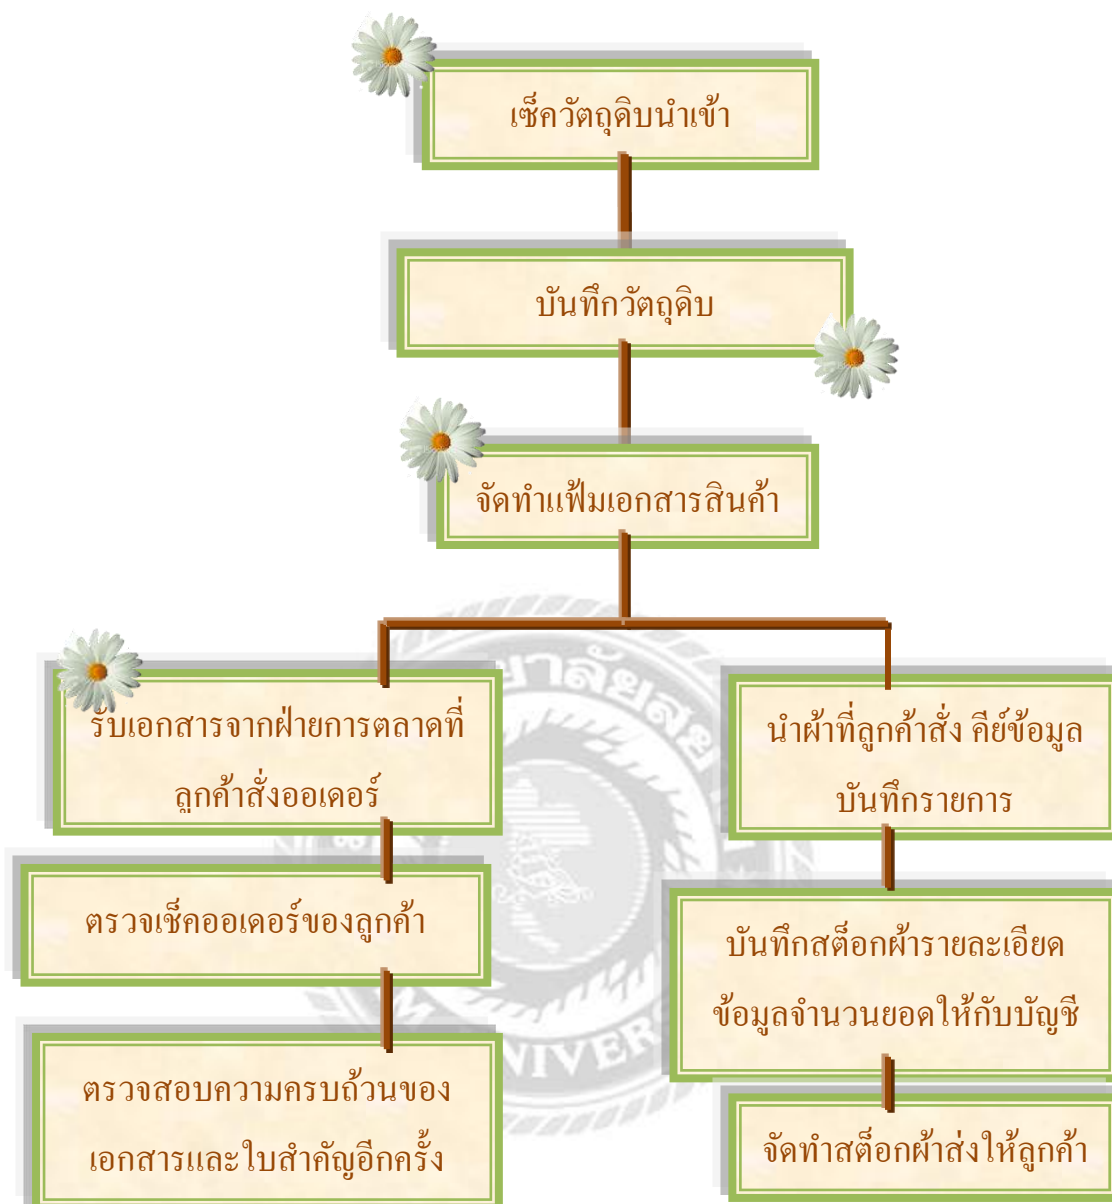 เช็ควัตถุดิบนำเข้า
บันทึกวัตถุดิบ
จัดทำแฟ้มเอกสารสินค้า
รับเอกสารจากฝ่ายการตลาดที่
ลูกค้าสั่งออเดอร์
ตรวจเช็คออเดอร์ของลูกค้า
ตรวจสอบความครบถ้วนของ
เอกสารและใบสำคัญอีกครั้ง
นำผ้าที่ลูกค้าสั่ง คีย์ข้อมูล
บันทึกรายการ
บันทึกสต็อกผ้ารายละเอียด
ข้อมูลจำนวนยอดให้กับบัญชี
จัดทำสต็อกผ้าส่งให้ลูกค้า